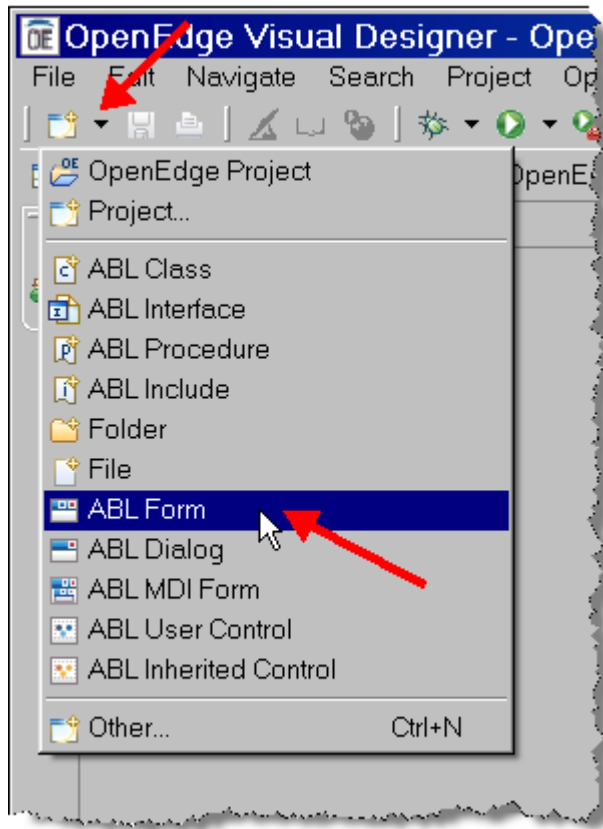 OE OpenEdge Visual Designer - Ope
File Edit Navigate Search Project Op
OE OpenEdge Project
OpenE
Project...
ABL Class
ABL Interface
ABL Procedure
ABL Include
Folder
File
ABL Form
ABL Dialog
ABL MDI Form
ABL User Control
ABL Inherited Control
Other... Ctrl+N